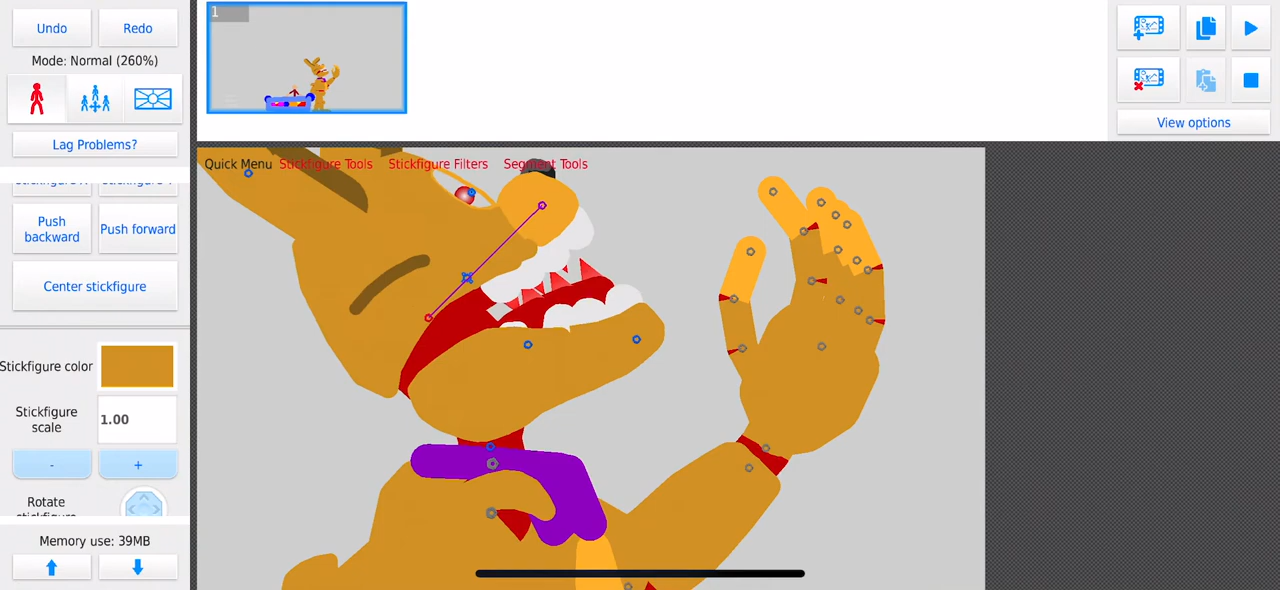 Undo
Redo
Mode: Normal (260%)
Lag Problems?
Push
backward
Push forward
Center stickfigure
Stickfigure color
Stickfigure
scale
1.00
-
+
Rotate
Memory use: 39MB
1
View options
Quick Menu
Stickfigure Tools
Stickfigure Filters
Segment Tools